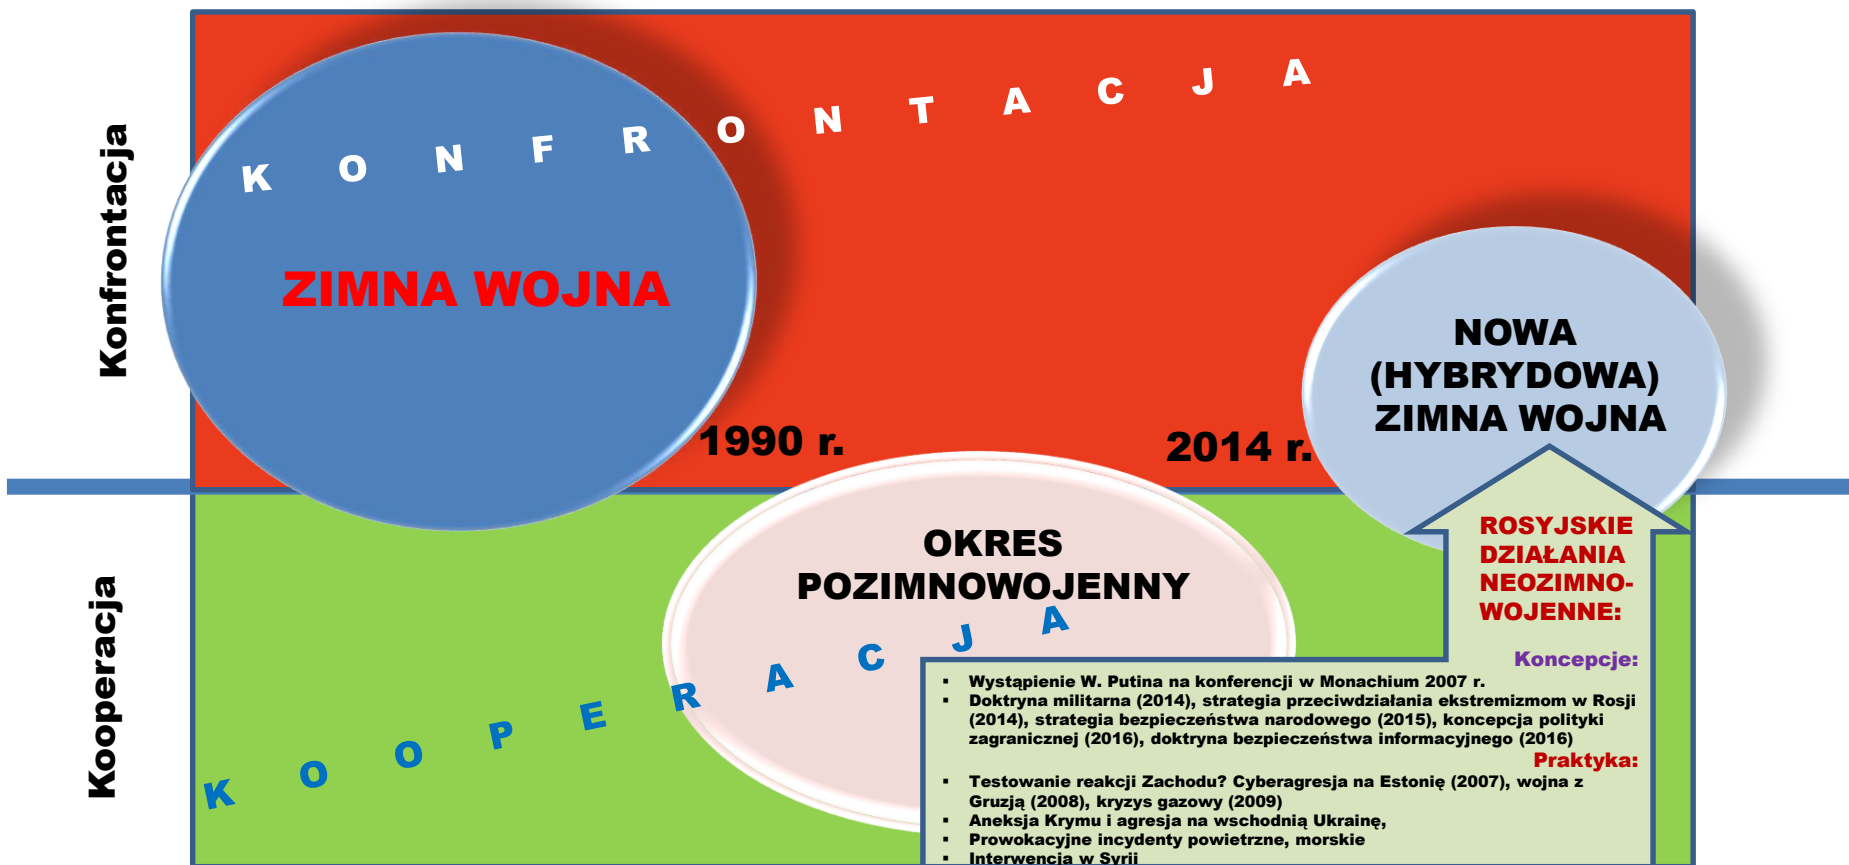 Konfrontacja
KONFRONTACJA
ZIMNA WOJNA
NOWA
(HYBRYDOWA)
ZIMNA WOJNA
1990 r.
2014 r.
Kooperacja
OKRES
POZIMNOWOJENNY
KOOPERACJA
ROSYJSKIE
DZIAŁANIA
NEOZIMNO-
WOJENNE:
Koncepcje:
▪ Wystąpienie W. Putina na konferencji w Monachium 2007 r.
▪ Doktryna militarna (2014), strategia przeciwdziałania ekstremizmom w Rosji
(2014), strategia bezpieczeństwa narodowego (2015), koncepcja polityki
zagranicznej (2016), doktryna bezpieczeństwa informacyjnego (2016)
Praktyka:
▪ Testowanie reakcji Zachodu? Cyberagresja na Estonię (2007), wojna z
Gruzją (2008), kryzys gazowy (2009)
▪ Aneksja Krymu i agresja na wschodnią Ukrainę,
▪ Prowokacyjne incydenty powietrzne, morskie
▪ Interwencja w Syrii